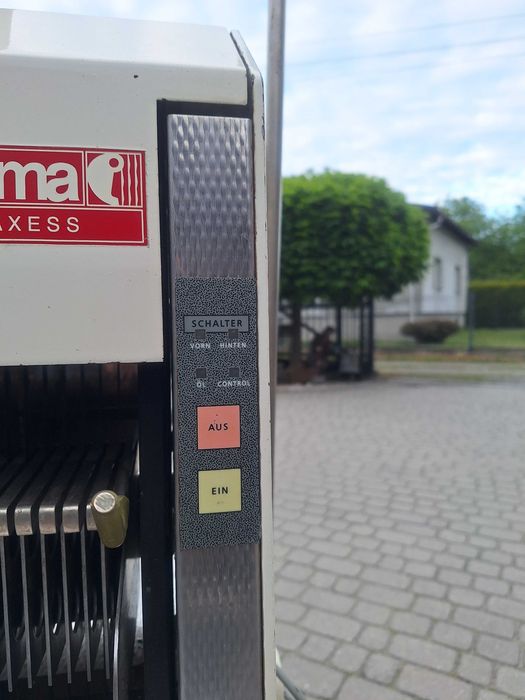 ma
AXESS
SCHALTER
VORN HINTEN
ÖL CONTROL
AUS
EIN